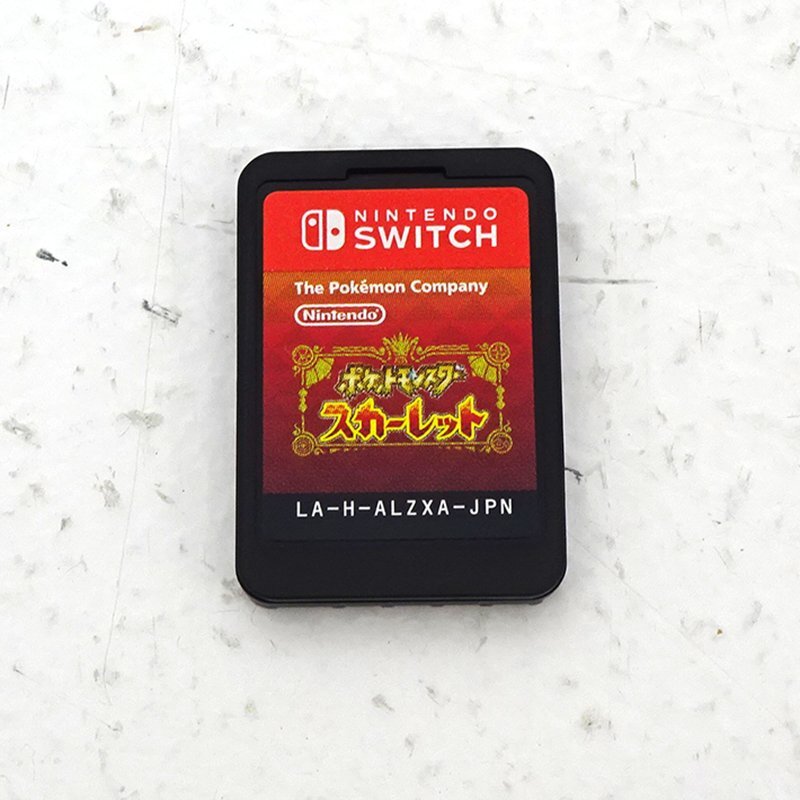 NINTENDO
SWITCH
The Pokémon Company
Nintendo
ポケットモンスター
スカーレット
LA-H-ALZXA-JPN